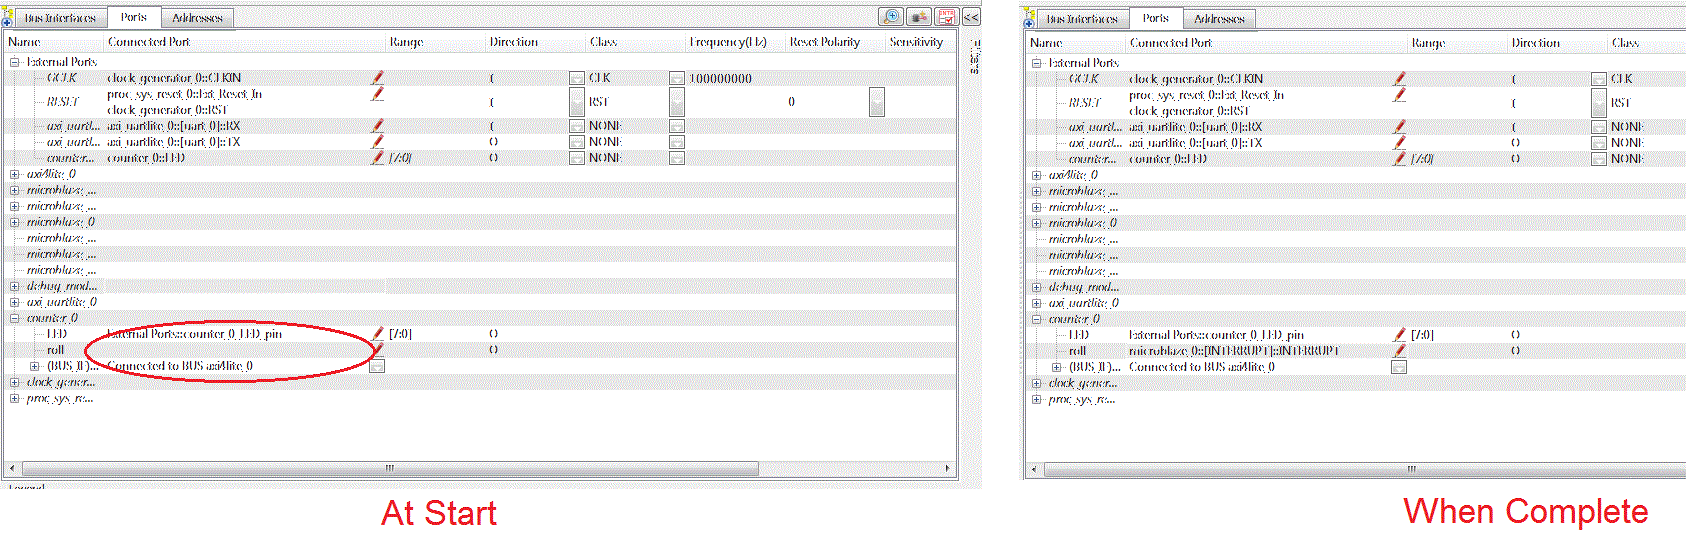 Bus Interfaces Ports Addresses
Name Connected Port Range Direction Class Frequency(Hz) Reset Polarity Sensitivity
External Ports
GCLK clock_generator_0::CLKIN I CLK 100000000
RESET proc_sys_reset_0::Ext_Reset_In
clock_generator_0::RST I RST 0
axi_uartl... axi_uartlite_0::[uart_0]::RX I NONE
axi_uartl... axi_uartlite_0::[uart_0]::TX O NONE
counter... counter_0::LED [7:0] O NONE
axi4lite_0
microblaze_...
microblaze_...
microblaze_0
microblaze_...
microblaze_...
microblaze_...
debug_mod...
axi_uartlite_0
counter_0
LED External Ports::counter_0_LED_pin [7:0] O
roll O
(BUS_IF)... Connected to BUS axi4lite_0
clock_gener...
proc_sys_re...
Legend
At Start
Bus Interfaces Ports Addresses
Name Connected Port Range Direction Class
External Ports
GCLK clock_generator_0::CLKIN I CLK
RESET proc_sys_reset_0::Ext_Reset_In
clock_generator_0::RST I RST
axi_uartl... axi_uartlite_0::[uart_0]::RX I NONE
axi_uartl... axi_uartlite_0::[uart_0]::TX O NONE
counter... counter_0::LED [7:0] O NONE
axi4lite_0
microblaze_...
microblaze_...
microblaze_0
microblaze_...
microblaze_...
microblaze_...
debug_mod...
axi_uartlite_0
counter_0
LED External Ports::counter_0_LED_pin [7:0] O
roll microblaze_0::[INTERRUPT]::INTERRUPT O
(BUS_IF)... Connected to BUS axi4lite_0
clock_gener...
proc_sys_re...
When Complete